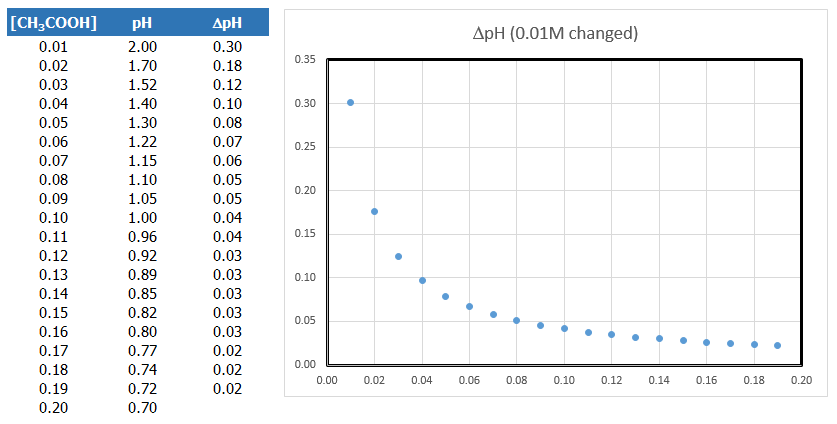 [CH₃COOH] pH ΔpH
0.01 2.00 0.30
0.02 1.70 0.18
0.03 1.52 0.12
0.04 1.40 0.10
0.05 1.30 0.08
0.06 1.22 0.07
0.07 1.15 0.06
0.08 1.10 0.05
0.09 1.05 0.05
0.10 1.00 0.04
0.11 0.96 0.04
0.12 0.92 0.03
0.13 0.89 0.03
0.14 0.85 0.03
0.15 0.82 0.03
0.16 0.80 0.03
0.17 0.77 0.02
0.18 0.74 0.02
0.19 0.72 0.02
0.20 0.70
ΔpH (0.01M changed)
0.35
0.30
0.25
0.20
0.15
0.10
0.05
0.00
0.00 0.02 0.04 0.06 0.08 0.10 0.12 0.14 0.16 0.18 0.20